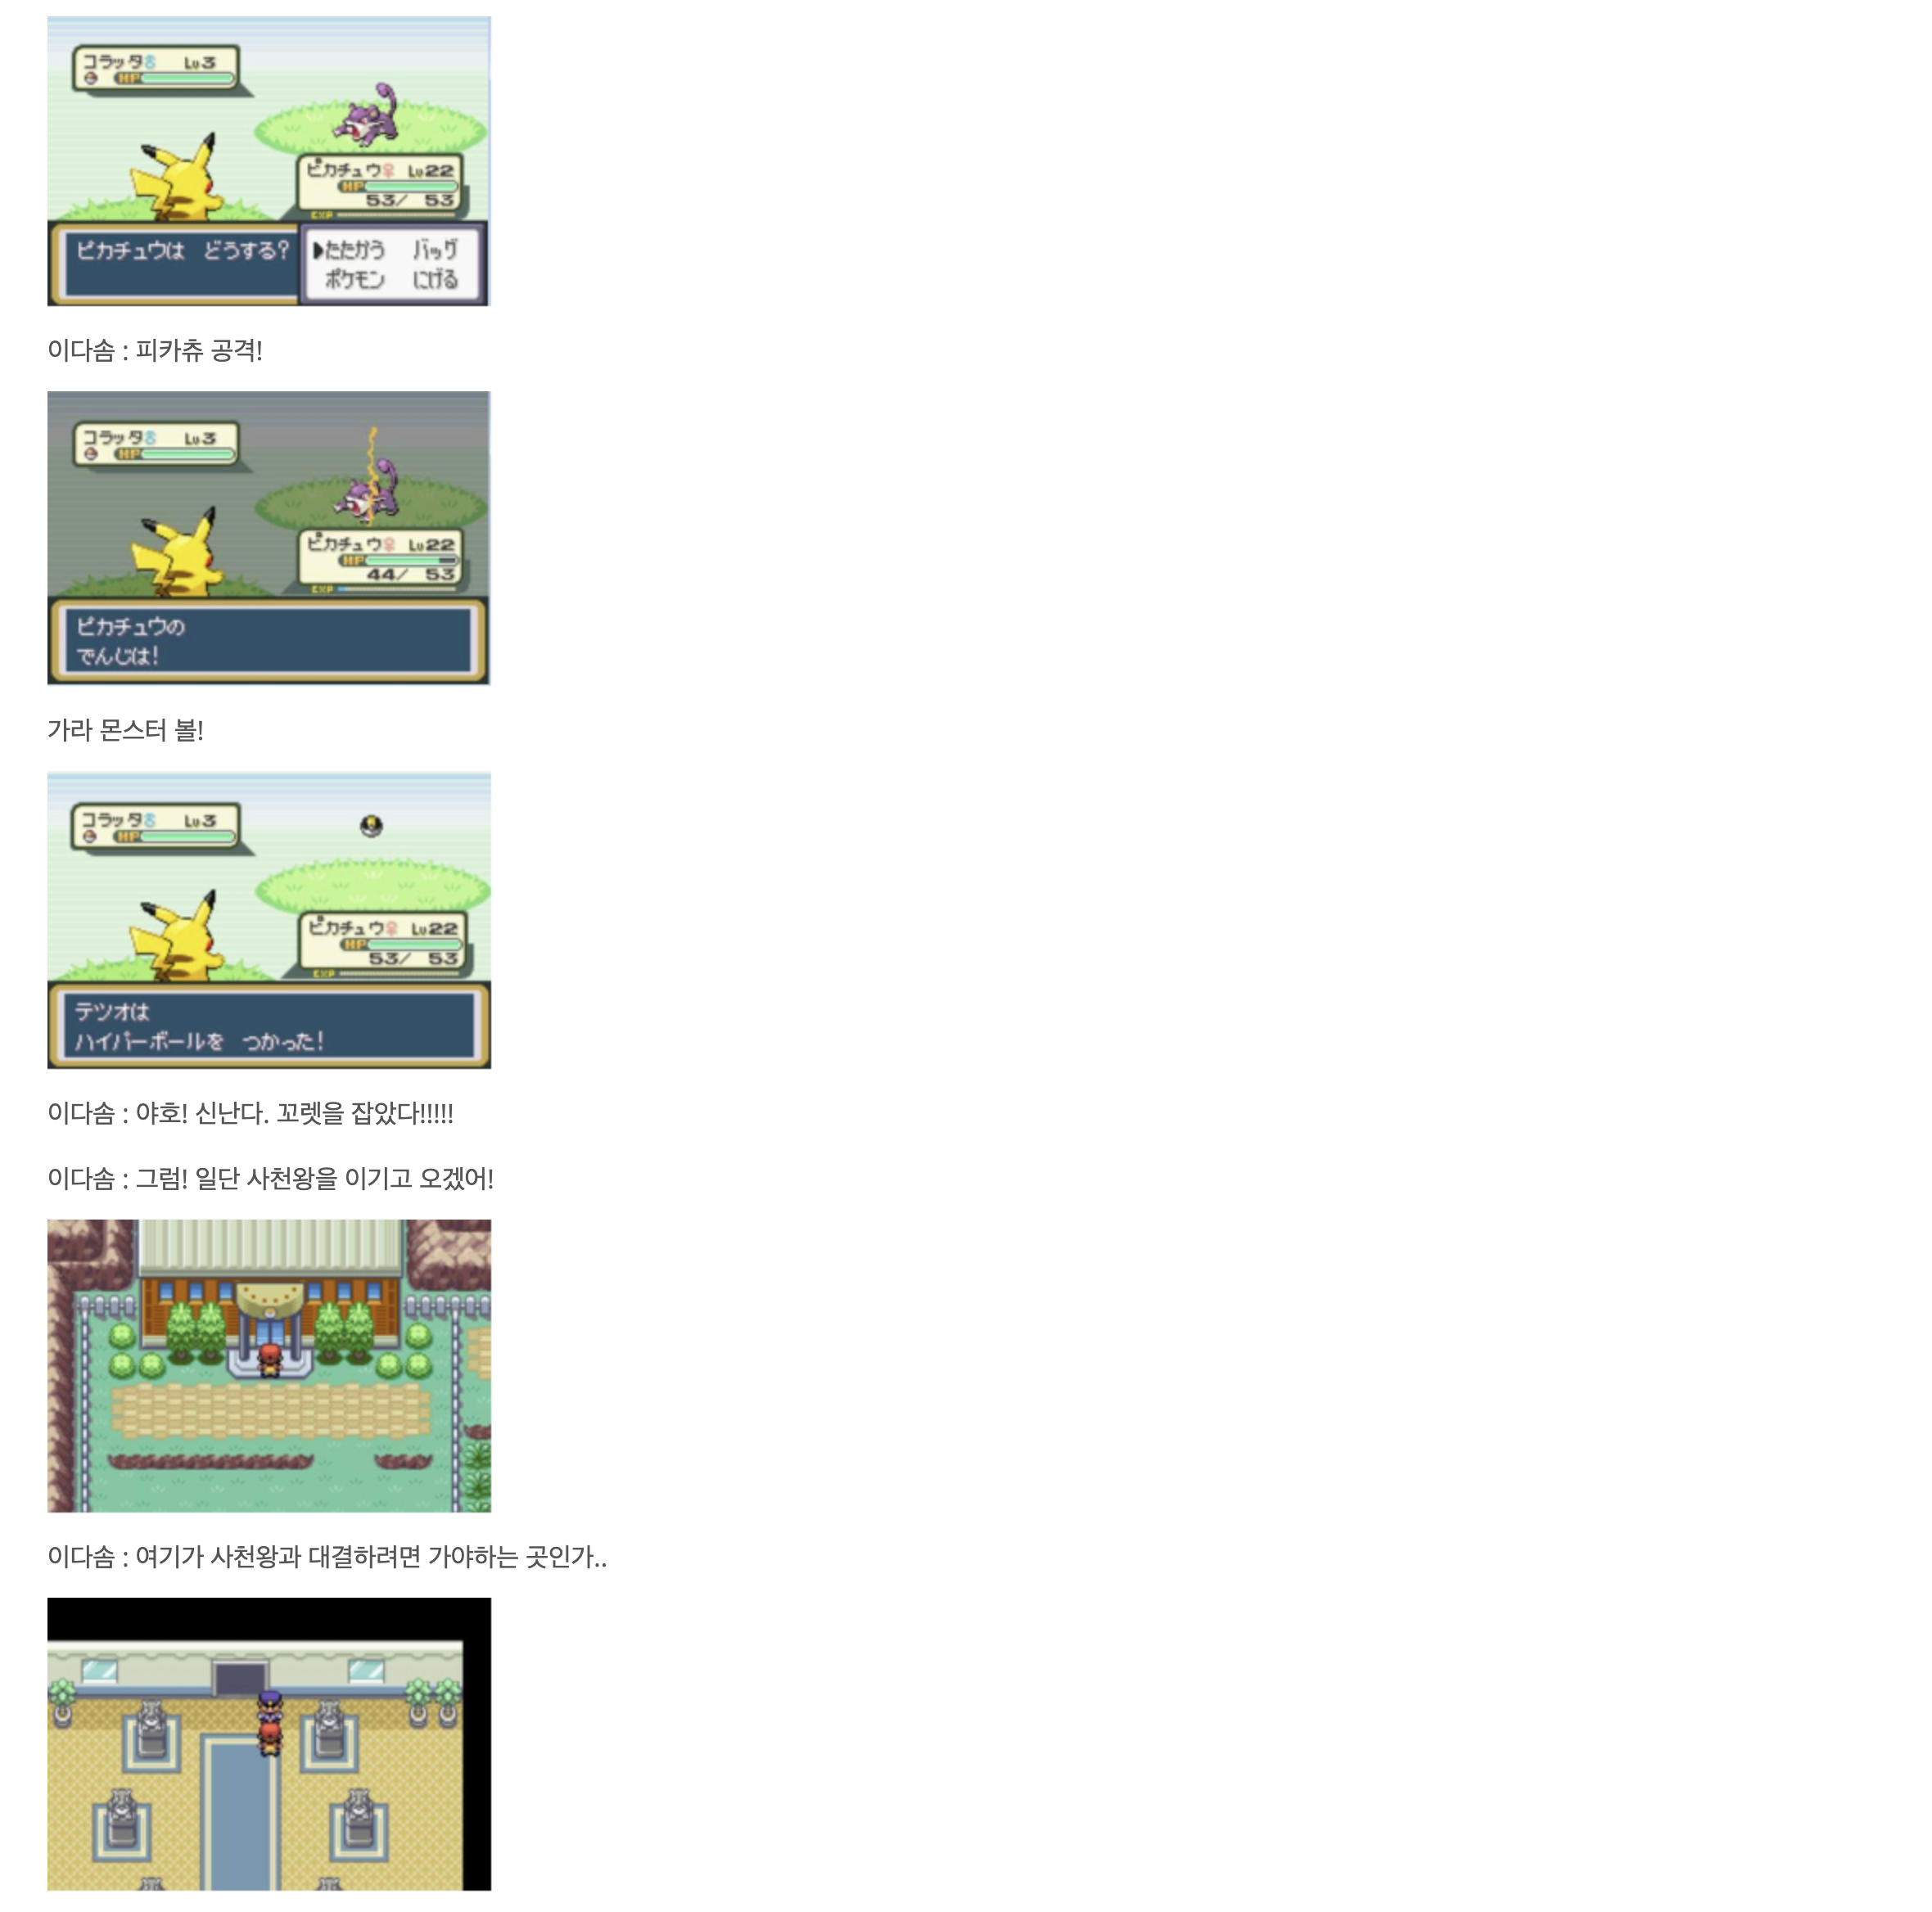 コラッタ♂ Lv3
HP
ピカチュウ♀ Lv22
HP
53/ 53
EXP
ピカチュウは どうする?
▶たたかう バッグ
ポケモン にげる
이다솜 : 피카츄 공격!
コラッタ♂ Lv3
HP
ピカチュウ♀ Lv22
HP
44/ 53
EXP
ピカチュウの
でんじは!
가라 몬스터 볼!
コラッタ♂ Lv3
HP
ピカチュウ♀ Lv22
HP
53/ 53
EXP
テツオは
ハイパーボールを つかった!
이다솜 : 야호! 신난다. 꼬렛을 잡았다!!!!!
이다솜 : 그럼! 일단 사천왕을 이기고 오겠어!
이다솜 : 여기가 사천왕과 대결하려면 가야하는 곳인가..